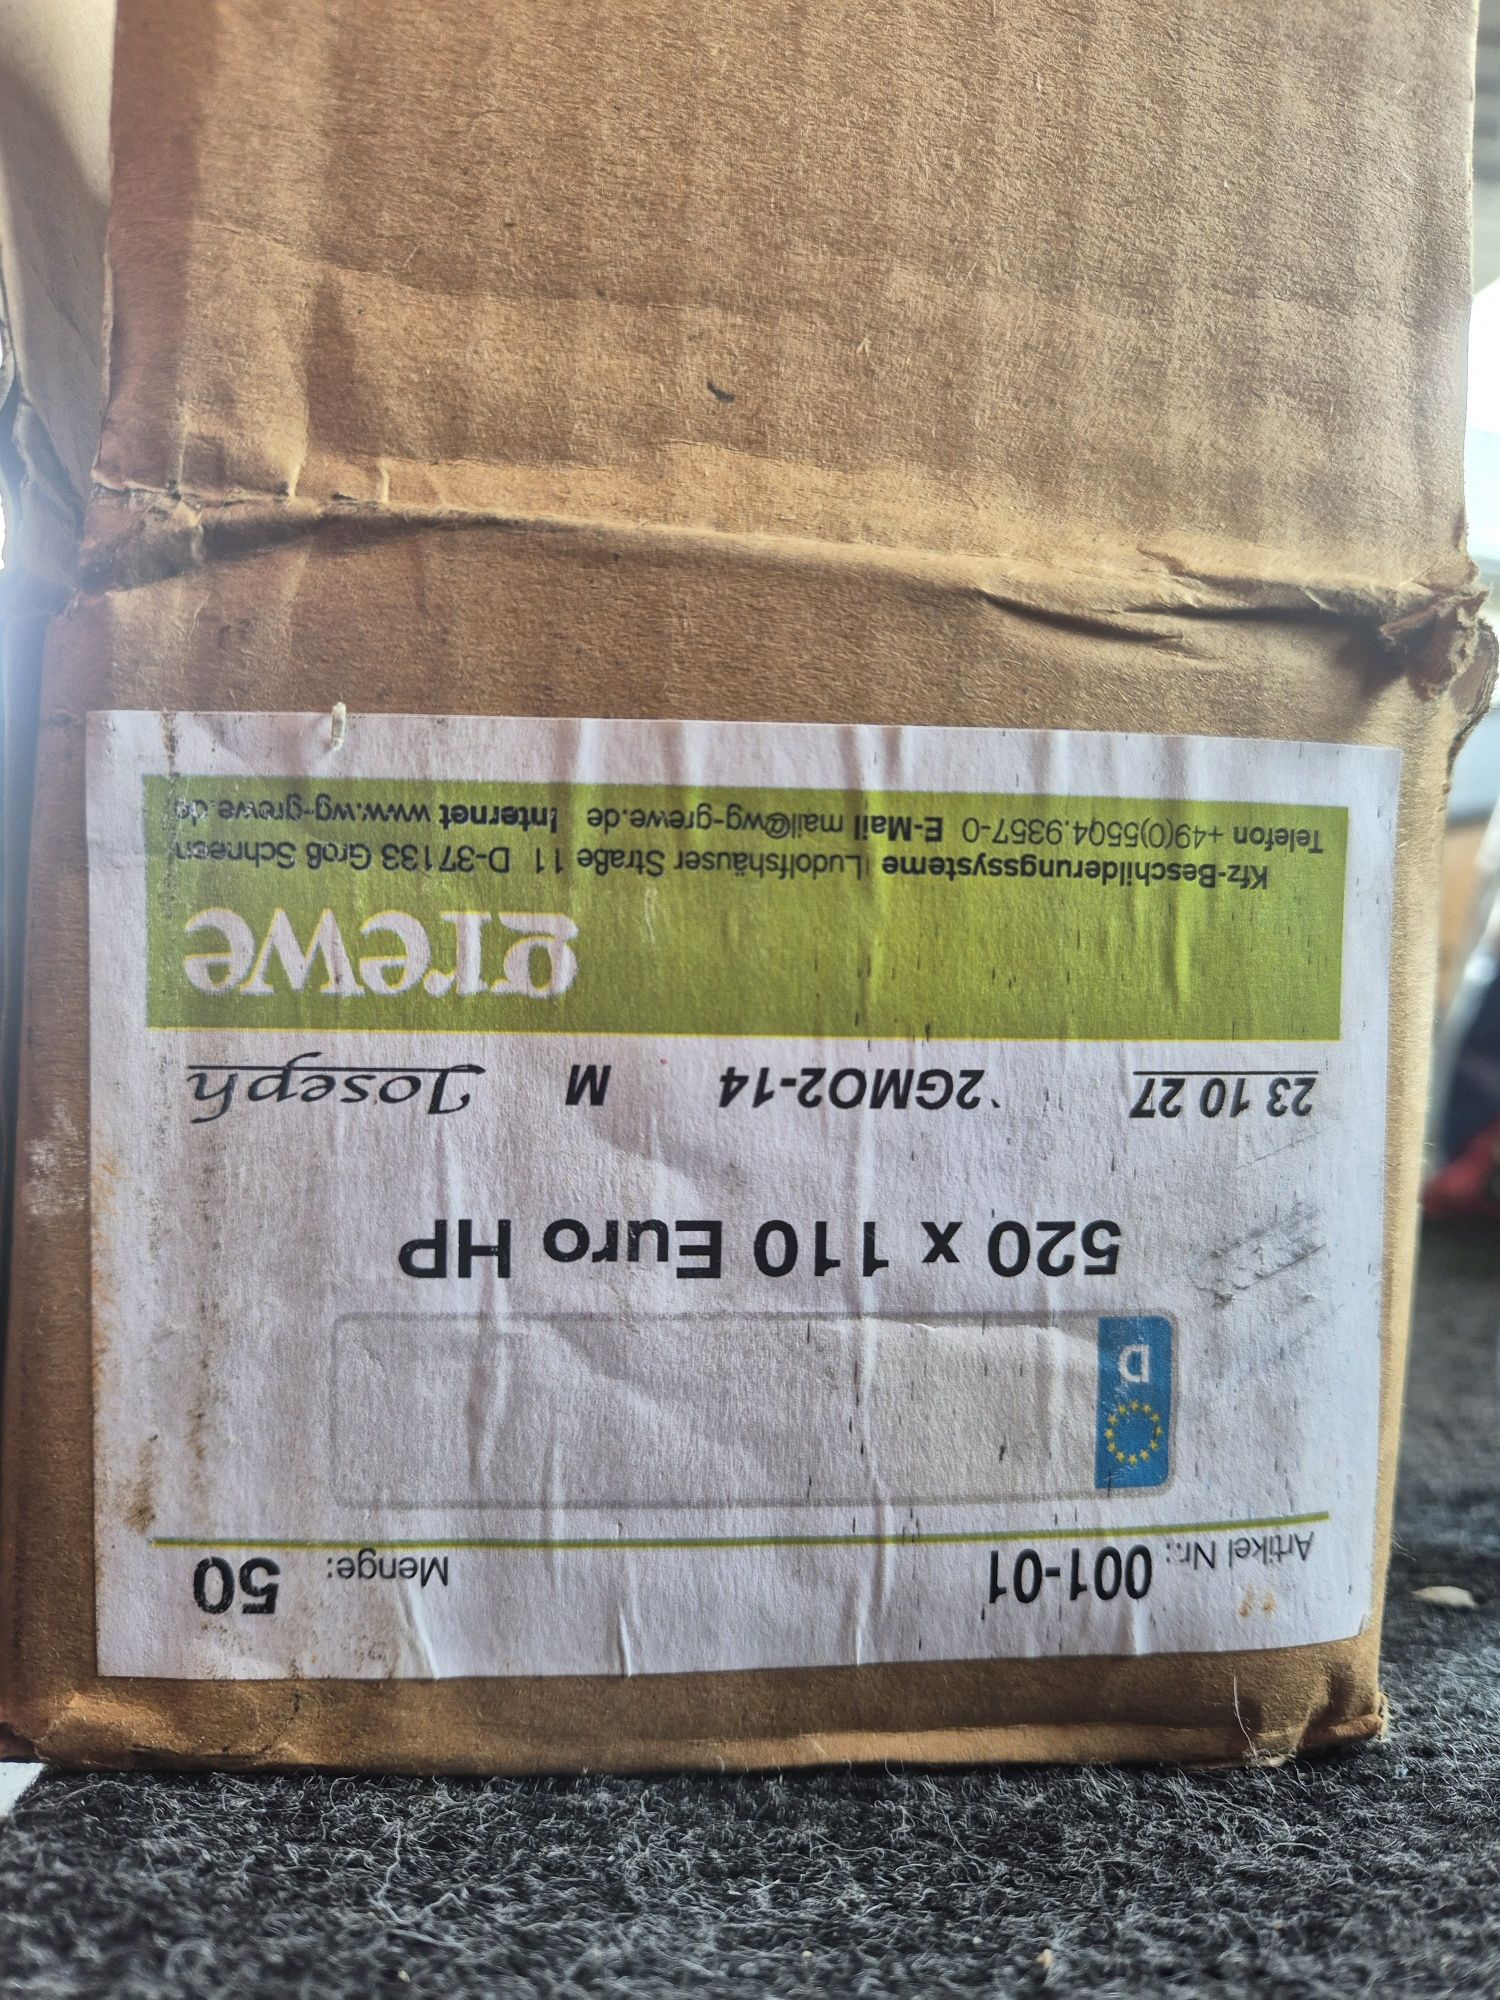 Artikel Nr.: 001-01 Menge: 50
D
520 x 110 Euro HP
23 10 27 2GMO2-14 M Joseph
grewe
Kfz-Beschilderungssysteme Ludolfshäuser Straße 11 D-37133 Groß Schneen
Telefon +49(0)5504.9357-0 E-Mail mail@wg-grewe.de Internet www.wg-grewe.de